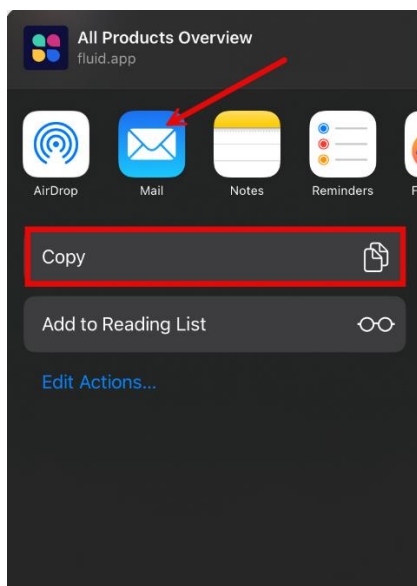 All Products Overview
fluid.app
AirDrop
Mail
Notes
Reminders
Copy
Add to Reading List
Edit Actions...